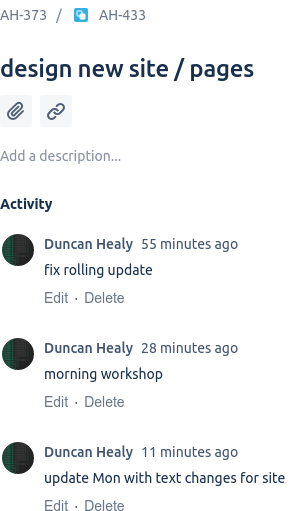 AH-373 / AH-433
design new site / pages
Add a description...
Activity
Duncan Healy 55 minutes ago
fix rolling update
Edit · Delete
Duncan Healy 28 minutes ago
morning workshop
Edit · Delete
Duncan Healy 11 minutes ago
update Mon with text changes for site
Edit · Delete